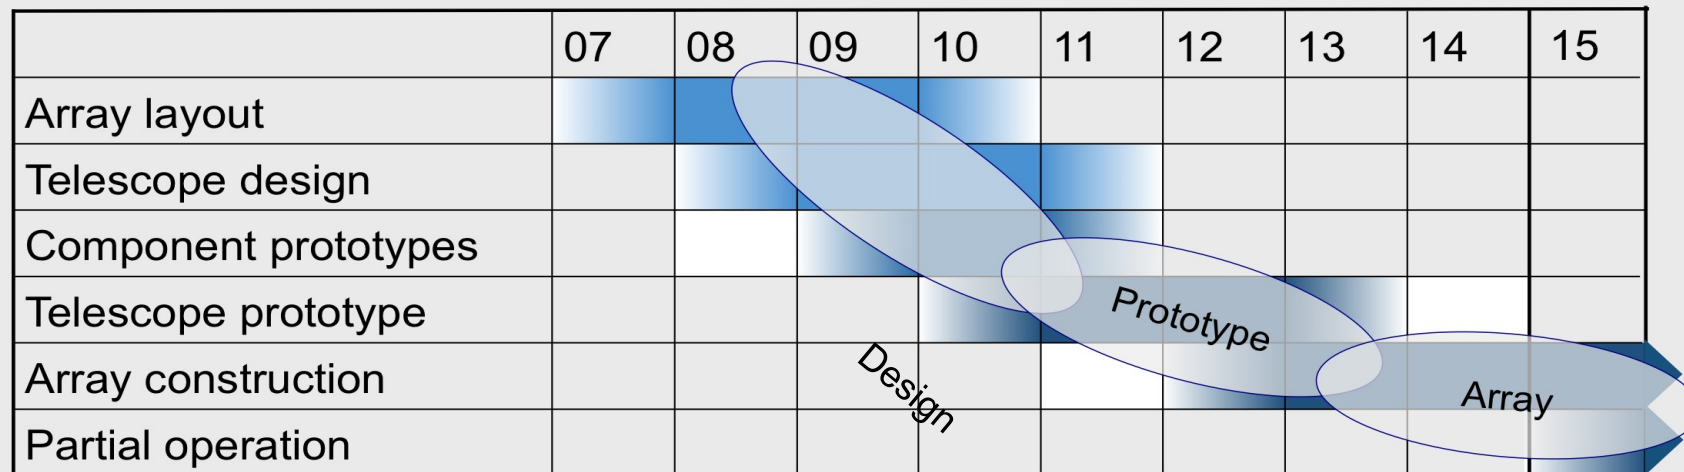 07 08 09 10 11 12 13 14 15
Array layout
Telescope design
Component prototypes
Telescope prototype
Prototype
Array construction
Design
Array
Partial operation